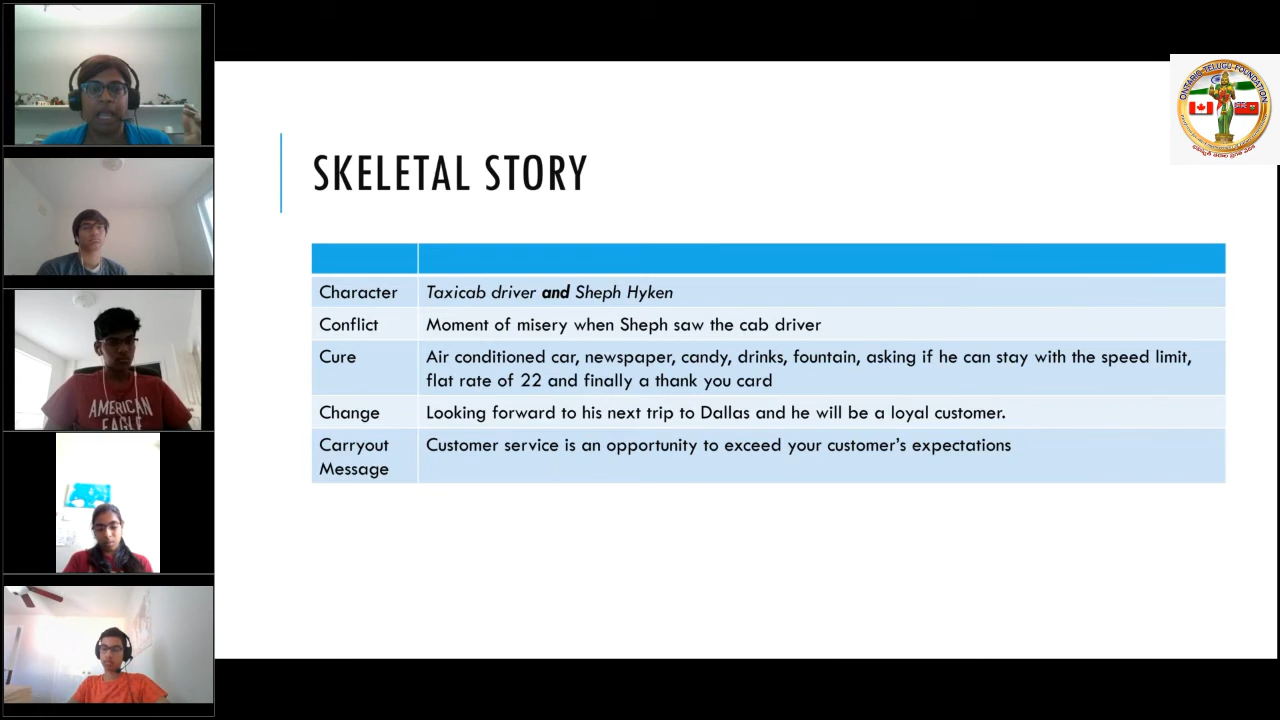 ONTARIO TELUGU FOUNDATION
SKELETAL STORY
Character Taxicab driver and Sheph Hyken
Conflict Moment of misery when Sheph saw the cab driver
Cure Air conditioned car, newspaper, candy, drinks, fountain, asking if he can stay with the speed limit,
flat rate of 22 and finally a thank you card
Change Looking forward to his next trip to Dallas and he will be a loyal customer.
Carryout Customer service is an opportunity to exceed your customer's expectations
Message
AMERICAN
EAGLE